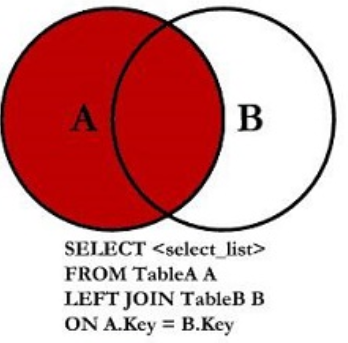 A B
SELECT <select_list>
FROM TableA A
LEFT JOIN TableB B
ON A.Key = B.Key